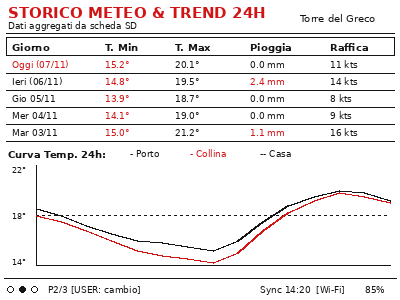 STORICO METEO & TREND 24H
Torre del Greco
Dati aggregati da scheda SD
Giorno T. Min T. Max Pioggia Raffica
Oggi (07/11) 15.2° 20.1° 0.0 mm 11 kts
Ieri (06/11) 14.8° 19.5° 2.4 mm 14 kts
Gio 05/11 13.9° 18.7° 0.0 mm 8 kts
Mer 04/11 14.1° 19.0° 0.0 mm 9 kts
Mar 03/11 15.0° 21.2° 1.1 mm 16 kts
Curva Temp. 24h: - Porto - Collina -- Casa
22°
18°
14°
P2/3 [USER: cambio] Sync 14:20 [Wi-Fi] 85%